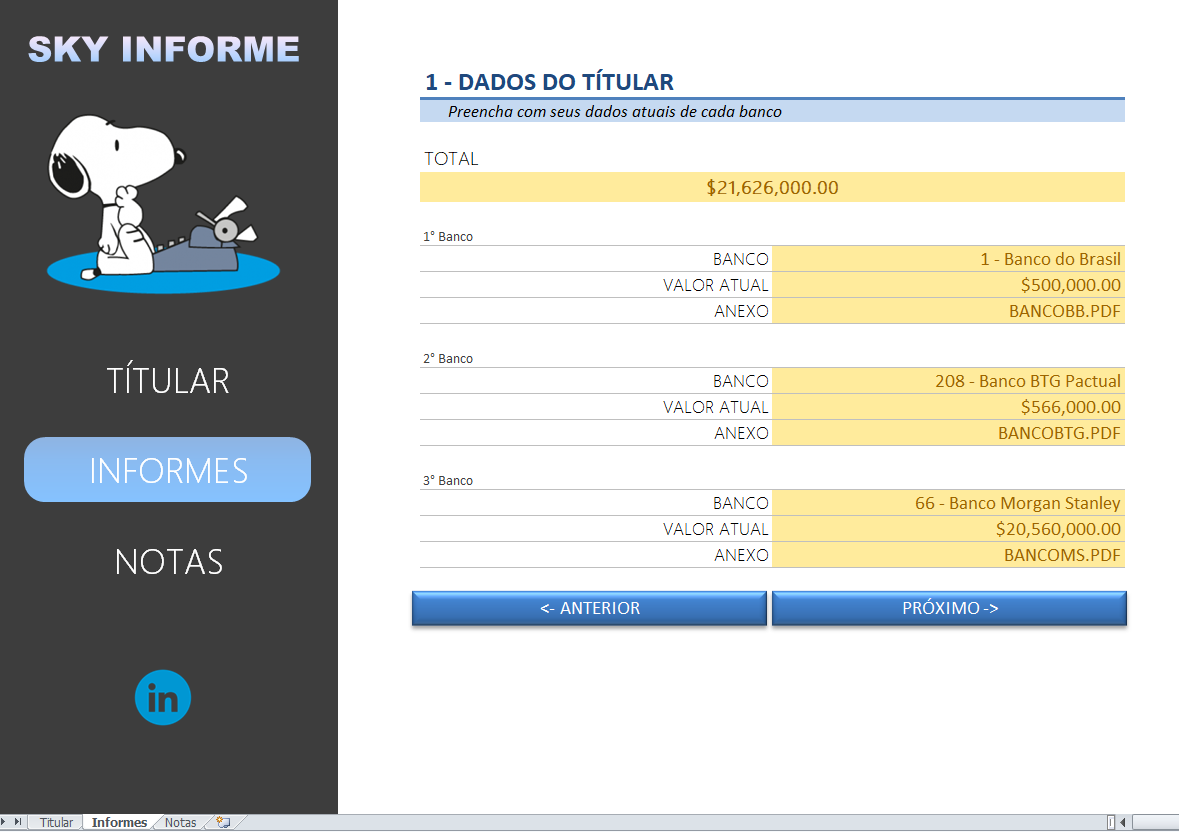 SKY INFORME
TÍTULAR
INFORMES
NOTAS
in
1 - DADOS DO TÍTULAR
Preencha com seus dados atuais de cada banco
TOTAL
$21,626,000.00
1° Banco
BANCO 1 - Banco do Brasil
VALOR ATUAL $500,000.00
ANEXO BANCOBB.PDF
2° Banco
BANCO 208 - Banco BTG Pactual
VALOR ATUAL $566,000.00
ANEXO BANCOBTG.PDF
3° Banco
BANCO 66 - Banco Morgan Stanley
VALOR ATUAL $20,560,000.00
ANEXO BANCOMS.PDF
<- ANTERIOR PRÓXIMO ->
Títular Informes Notas